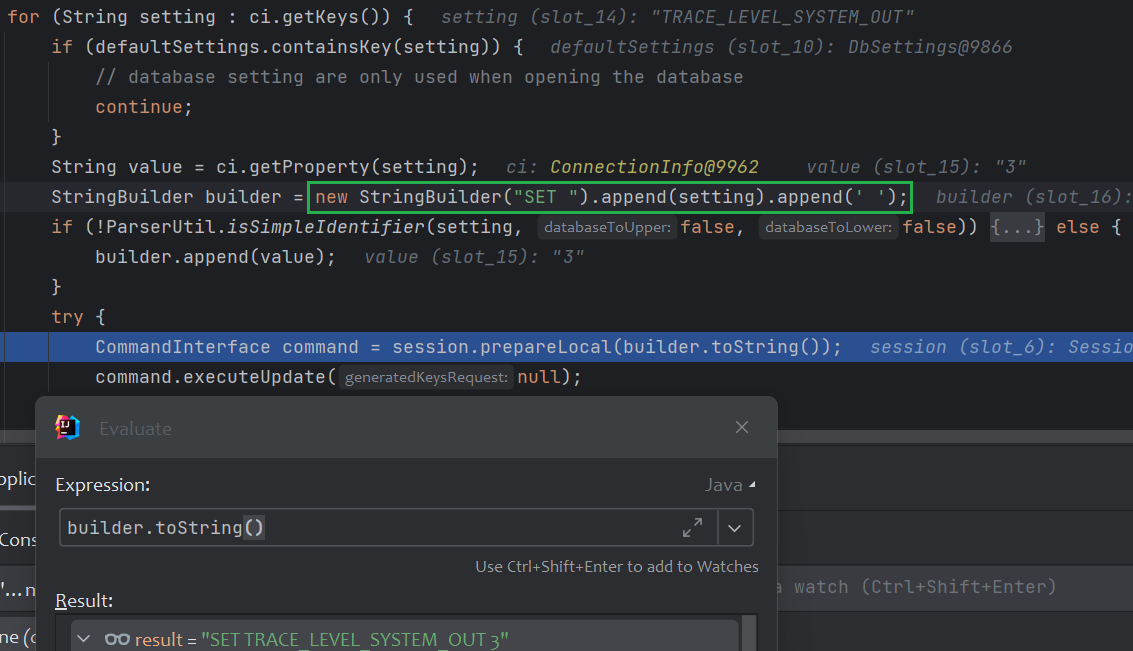 for (String setting : ci.getKeys()) {   setting (slot_14): "TRACE_LEVEL_SYSTEM_OUT"
if (defaultSettings.containsKey(setting)) {   defaultSettings (slot_10): DbSettings@9866
// database setting are only used when opening the database
continue;
}
String value = ci.getProperty(setting);   ci: ConnectionInfo@9962   value (slot_15): "3"
StringBuilder builder = new StringBuilder("SET ").append(setting).append(' ');   builder (slot_16):
if (!ParserUtil.isSimpleIdentifier(setting, databaseToUpper: false, databaseToLower: false)) {...} else {
builder.append(value);   value (slot_15): "3"
}
try {
CommandInterface command = session.prepareLocal(builder.toString());   session (slot_6): Sessio
command.executeUpdate( generatedKeysRequest: null);
Evaluate
Expression:   Java
builder.toString()
Use Ctrl+Shift+Enter to add to Watches
watch (Ctrl+Shift+Enter)
Result:
result = "SET TRACE_LEVEL_SYSTEM_OUT 3"